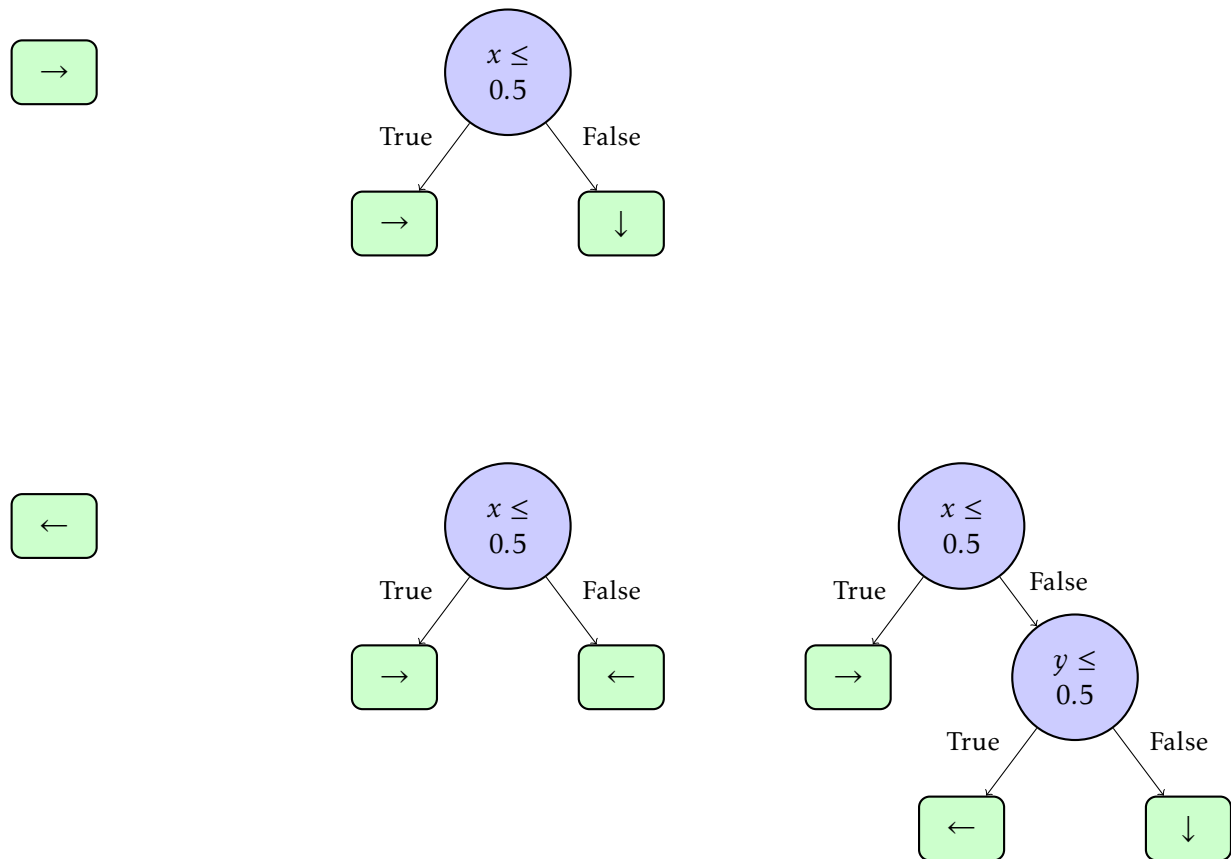 →
x ≤
0.5
True
False
→
↓
←
x ≤
0.5
True
False
→
←
x ≤
0.5
True
False
→
y ≤
0.5
True
False
←
↓